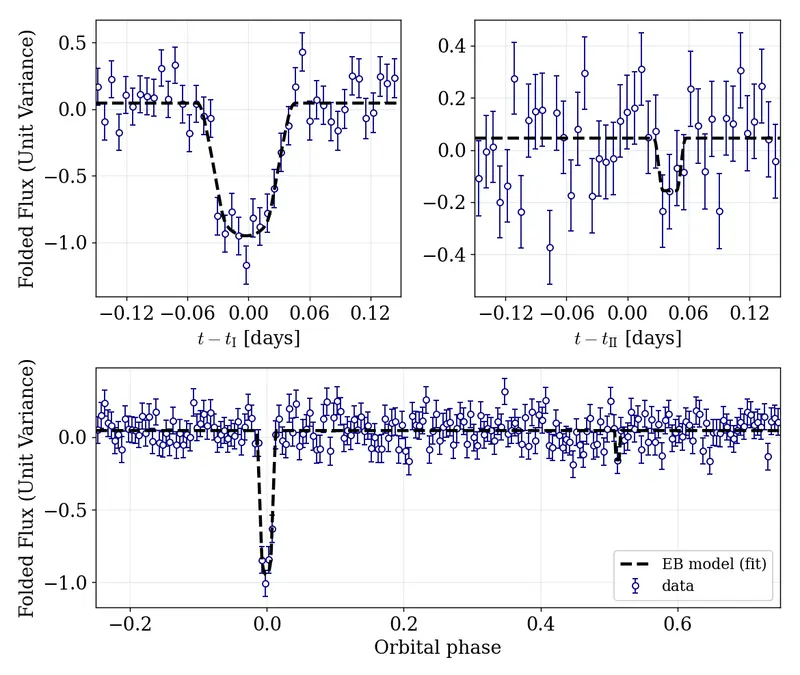 0.5
0.0
−0.5
−1.0
Folded Flux (Unit Variance)
−0.12 −0.06 0.00 0.06 0.12
t − tI [days]
0.4
0.2
0.0
−0.2
−0.4
−0.12 −0.06 0.00 0.06 0.12
t − tII [days]
0.0
−0.5
−1.0
Folded Flux (Unit Variance)
EB model (fit)
data
−0.2 0.0 0.2 0.4 0.6
Orbital phase